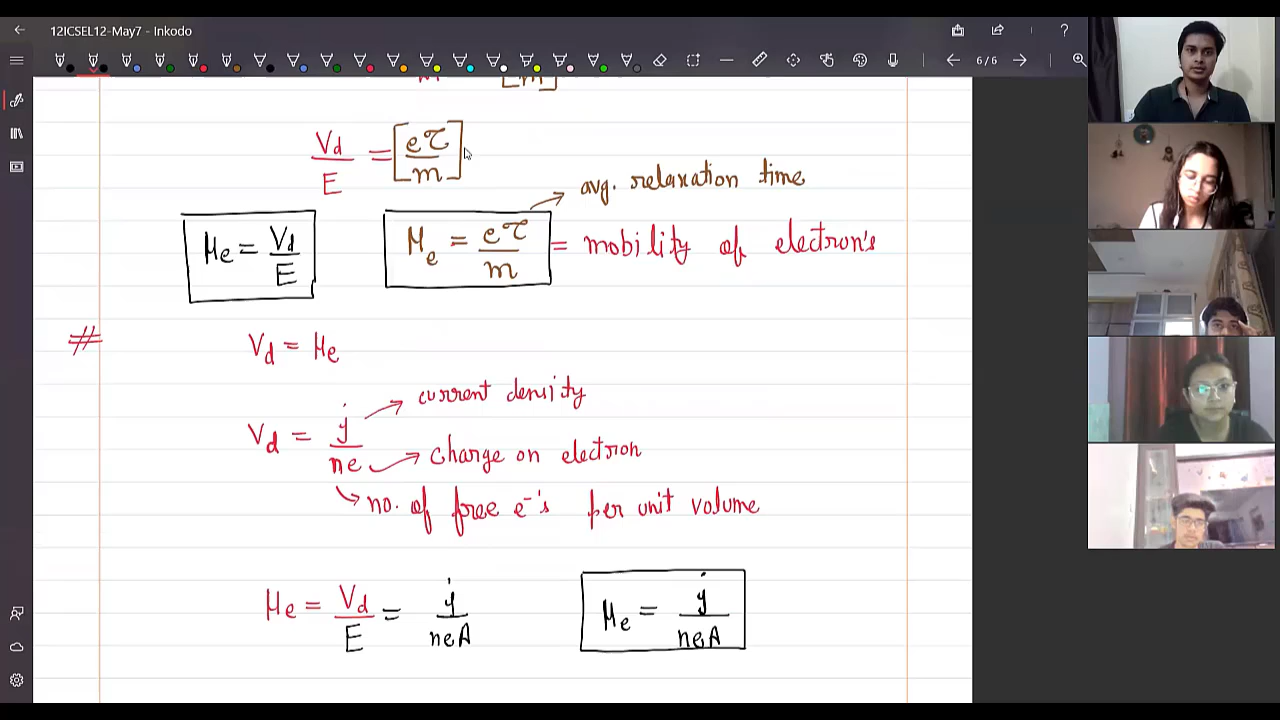 12ICSEL12-May7 - Inkodo
6/6
Vd/E = [eτ/m]
avg. relaxation time
μe = Vd/E
μe = eτ/m = mobility of electron's
# Vd = μe
Vd = j/ne
current density
charge on electron
no. of free e⁻'s per unit volume
μe = Vd/E = j/neA
μe = j/neA